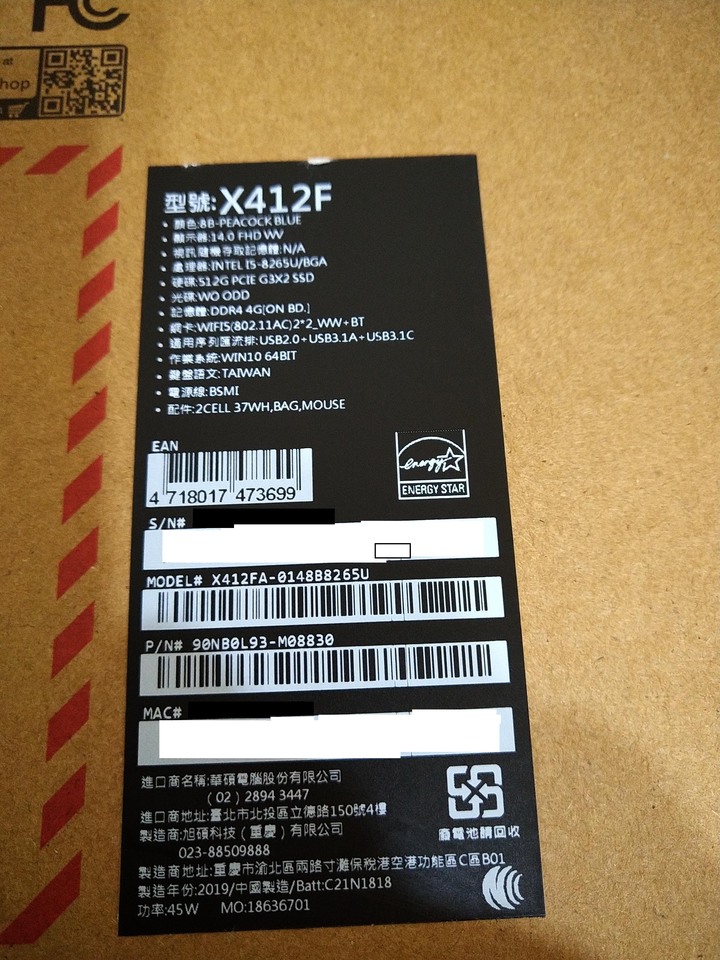 FC
at
hop
型號:X412F
• 顏色:8B-PEACOCK BLUE
• 顯示器:14.0 FHD WV
• 視訊隨機存取記憶體:N/A
• 處理器:INTEL I5-8265U/BGA
• 硬碟:512G PCIE G3X2 SSD
• 光碟:WO ODD
• 記憶體:DDR4 4G[ON BD.]
• 網卡:WIFI5(802.11AC)2*2_WW+BT
• 通用序列匯流排:USB2.0+USB3.1A+USB3.1C
• 作業系統:WIN10 64BIT
• 鍵盤語文:TAIWAN
• 電源線:BSMI
• 配件:2CELL 37WH,BAG,MOUSE
EAN
4 718017 473699
energy
ENERGY STAR
S/N#
MODEL# X412FA-0148B8265U
P/N# 90NB0L93-M08830
MAC#
進口商名稱:華碩電腦股份有限公司
(02) 2894 3447
進口商地址:臺北市北投區立德路150號4樓
製造商:旭碩科技(重慶)有限公司
023-88509888
製造商地址:重慶市渝北區兩路寸灘保稅港空港功能區C區B01
製造年份:2019/中國製造/Batt:C21N1818
功率:45W MO:18636701
廢電池請回收